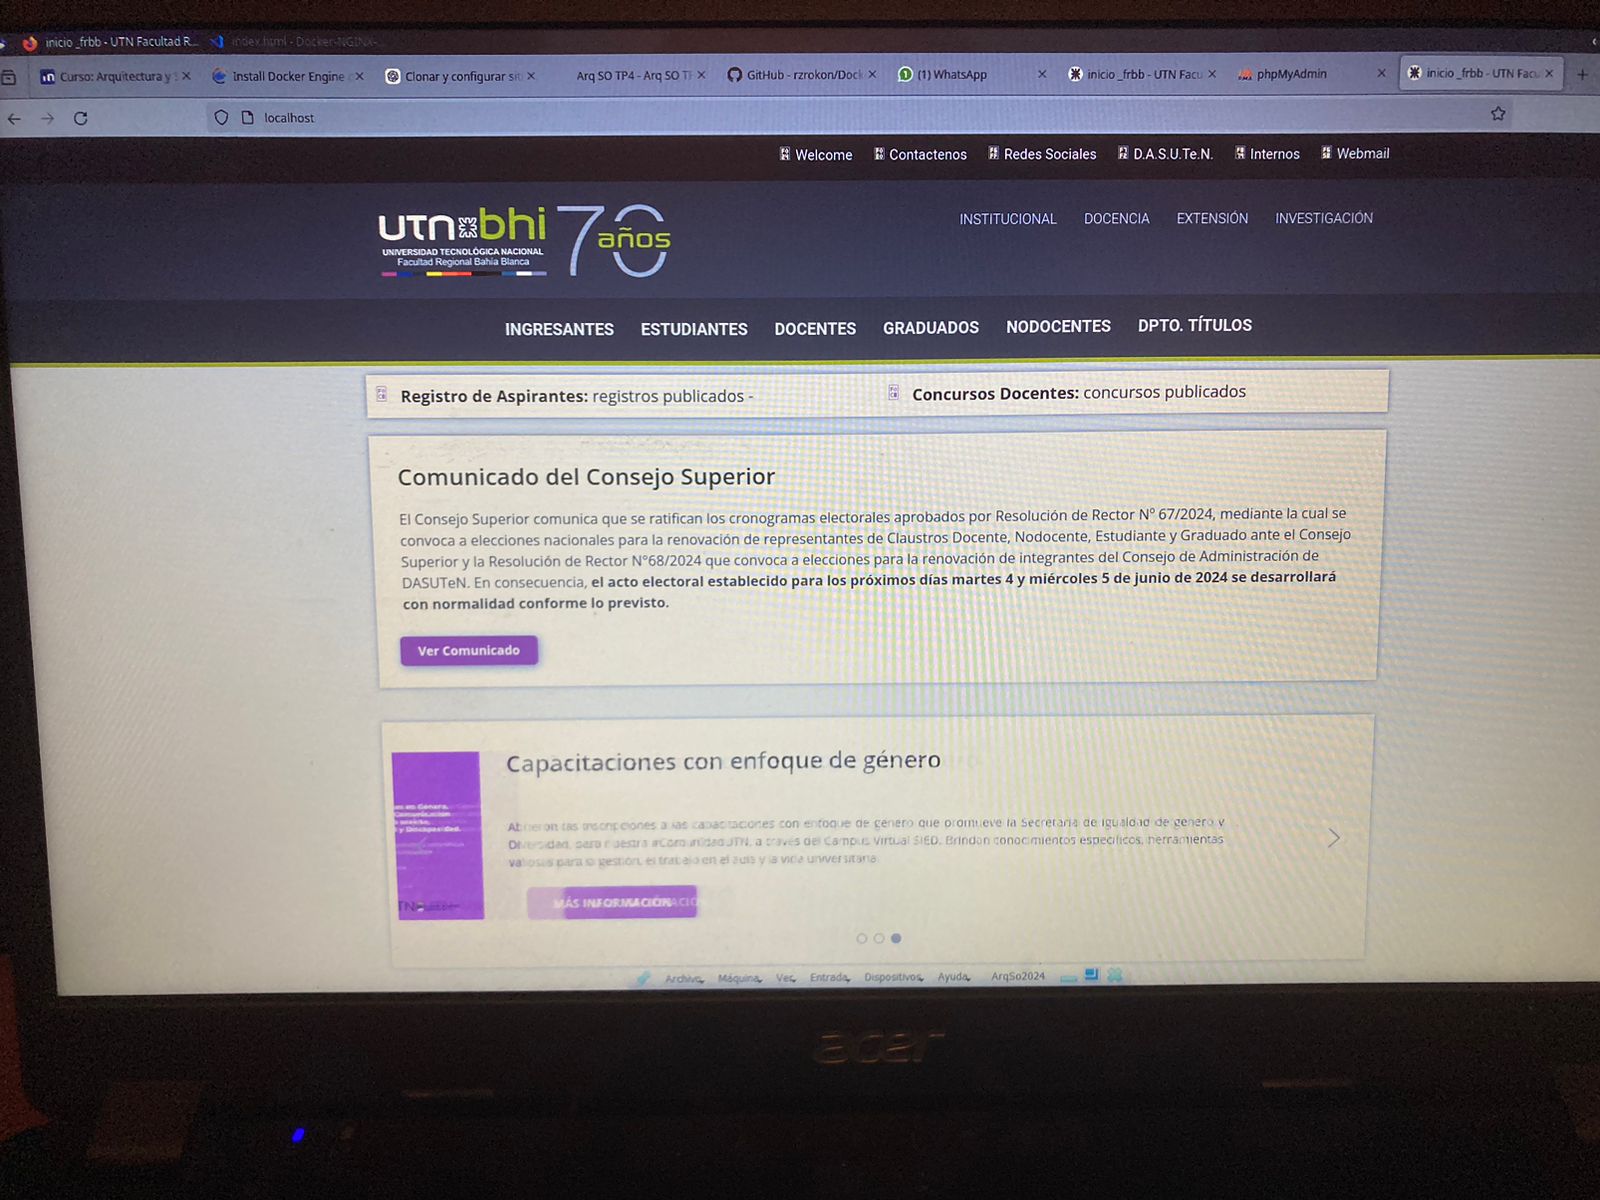 inicio _frbb - UTN Facultad R...
index.html - Docker-NGINX-...
Curso: Arquitectura y S
Install Docker Engine
Clonar y configurar sit
Arq SO TP4 - Arq SO TF
GitHub - rzrokon/Dock
(1) WhatsApp
inicio _frbb - UTN Facu
phpMyAdmin
inicio _frbb - UTN Facu
localhost
Welcome
Contactenos
Redes Sociales
D.A.S.U.Te.N.
Internos
Webmail
utn bhi
UNIVERSIDAD TECNOLÓGICA NACIONAL
Facultad Regional Bahía Blanca
70 años
INSTITUCIONAL
DOCENCIA
EXTENSIÓN
INVESTIGACIÓN
INGRESANTES
ESTUDIANTES
DOCENTES
GRADUADOS
NODOCENTES
DPTO. TÍTULOS
Registro de Aspirantes: registros publicados -
Concursos Docentes: concursos publicados
Comunicado del Consejo Superior
El Consejo Superior comunica que se ratifican los cronogramas electorales aprobados por Resolución de Rector Nº 67/2024, mediante la cual se
convoca a elecciones nacionales para la renovación de representantes de Claustros Docente, Nodocente, Estudiante y Graduado ante el Consejo
Superior y la Resolución de Rector N°68/2024 que convoca a elecciones para la renovación de integrantes del Consejo de Administración de
DASUTeN. En consecuencia, el acto electoral establecido para los próximos días martes 4 y miércoles 5 de junio de 2024 se desarrollará
con normalidad conforme lo previsto.
Ver Comunicado
Capacitaciones con enfoque de género
Abrieron las inscripciones a las capacitaciones con enfoque de género que promueve la Secretaría de Igualdad de género y
Diversidad, para nuestra #ComunidadUTN, a través del Campus Virtual SIED. Brindan conocimientos específicos, herramientas
valiosas para la gestión, el trabajo en el aula y la vida universitaria.
MÁS INFORMACIÓN
Archivo
Máquina
Ver
Entrada
Dispositivos
Ayuda
ArqSo2024
acer